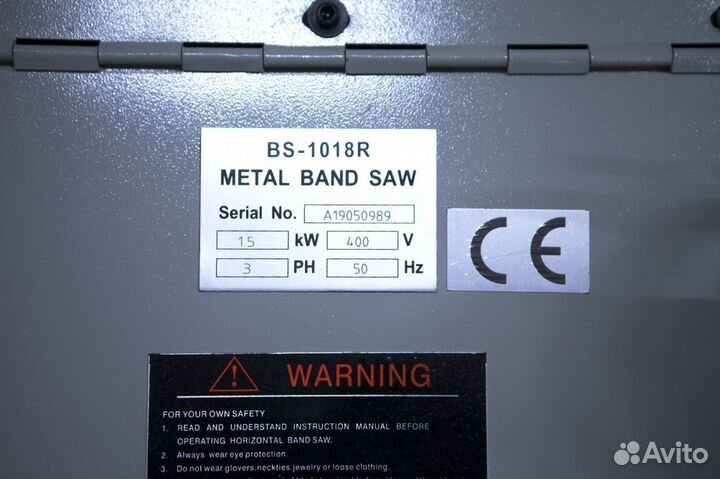 BS-1018R
METAL BAND SAW
Serial No. A19050989
1.5 kW 400 V
3 PH 50 Hz
CE
WARNING
FOR YOUR OWN SAFETY
1. READ AND UNDERSTAND INSTRUCTION MANUAL BEFORE
OPERATING HORIZONTAL BAND SAW.
2. Always wear eye protection.
3. Do not wear glovers, neckties, jewelry or loose clothing.
Avito